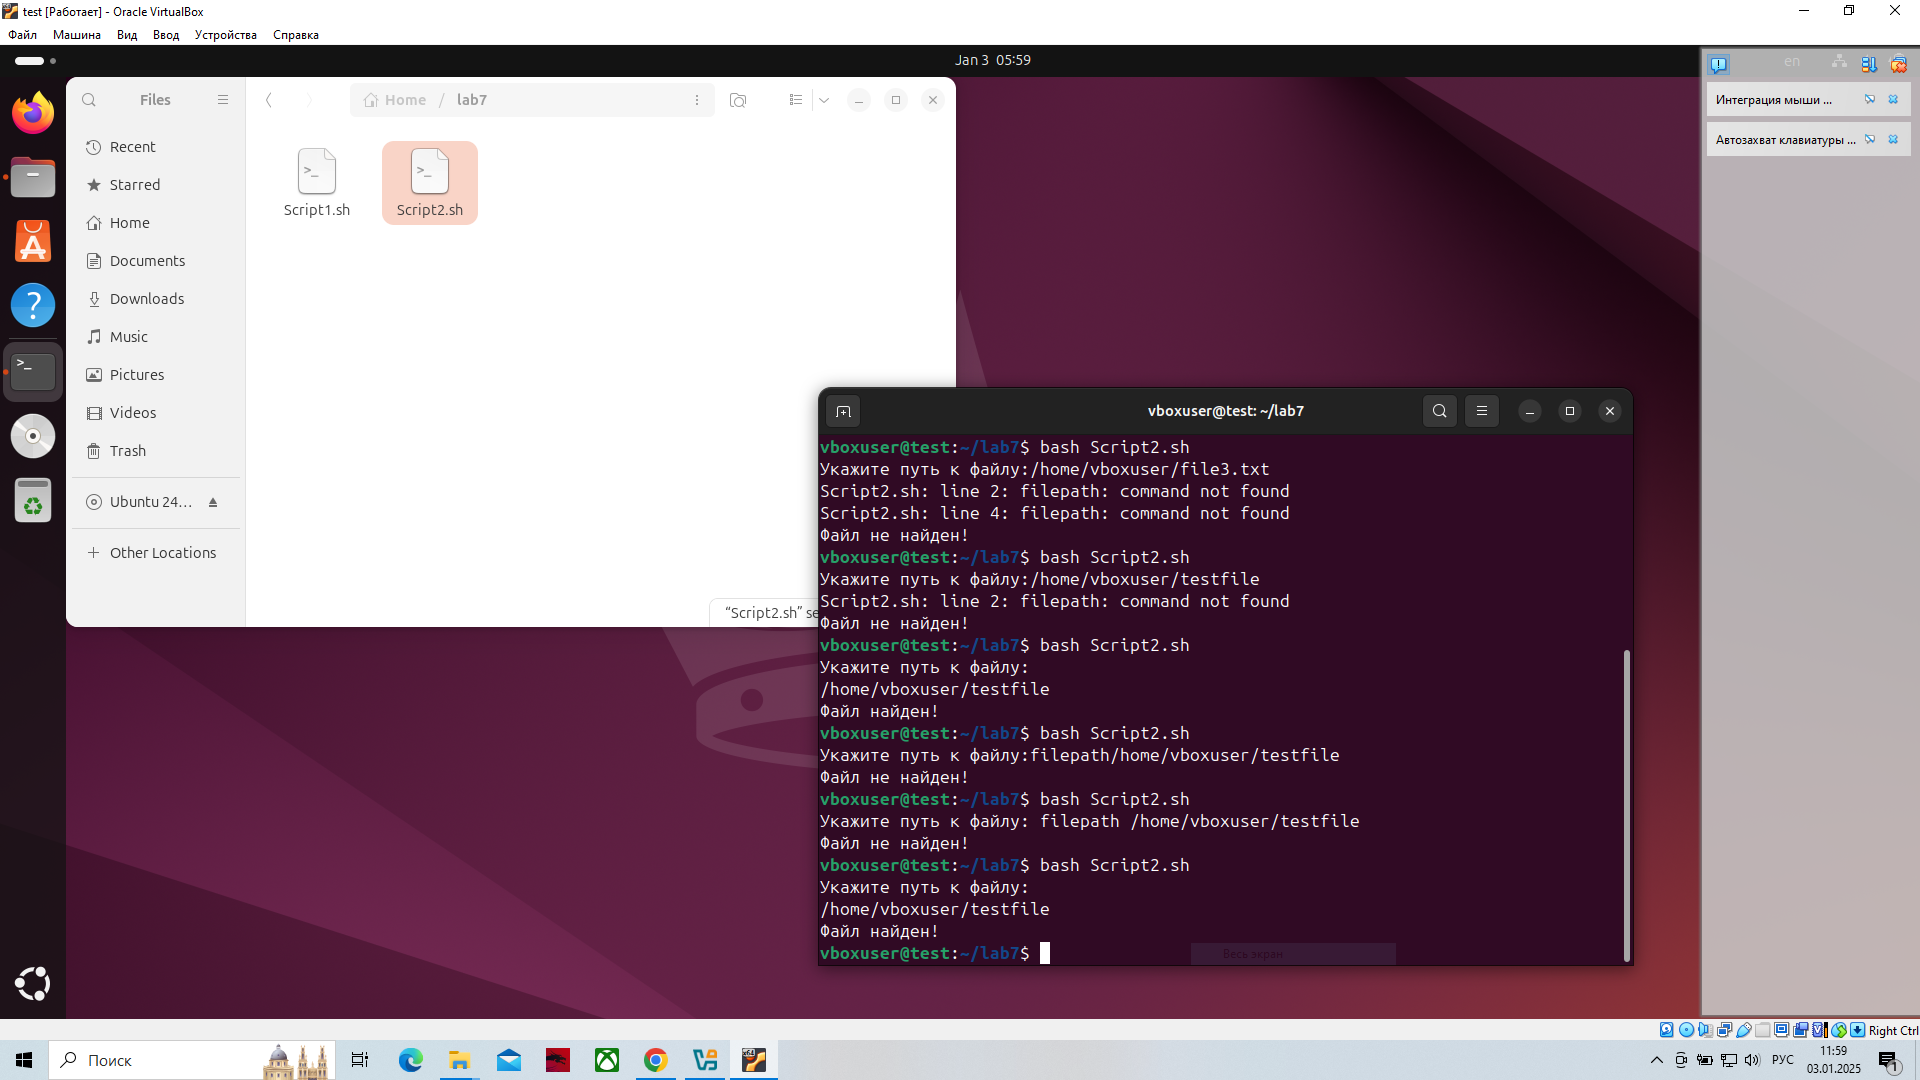 test [Работает] - Oracle VirtualBox
Файл Машина Вид Ввод Устройства Справка
Jan 3 05:59
en
Интеграция мыши ...
Автозахват клавиатуры ...
Files
Home / lab7
Recent
Starred
Home
Documents
Downloads
Music
Pictures
Videos
Trash
Ubuntu 24...
Other Locations
Script1.sh
Script2.sh
"Script2.sh" se
vboxuser@test: ~/lab7
vboxuser@test:~/lab7$ bash Script2.sh
Укажите путь к файлу:/home/vboxuser/file3.txt
Script2.sh: line 2: filepath: command not found
Script2.sh: line 4: filepath: command not found
Файл не найден!
vboxuser@test:~/lab7$ bash Script2.sh
Укажите путь к файлу:/home/vboxuser/testfile
Script2.sh: line 2: filepath: command not found
Файл не найден!
vboxuser@test:~/lab7$ bash Script2.sh
Укажите путь к файлу:
/home/vboxuser/testfile
Файл найден!
vboxuser@test:~/lab7$ bash Script2.sh
Укажите путь к файлу:filepath/home/vboxuser/testfile
Файл не найден!
vboxuser@test:~/lab7$ bash Script2.sh
Укажите путь к файлу: filepath /home/vboxuser/testfile
Файл не найден!
vboxuser@test:~/lab7$ bash Script2.sh
Укажите путь к файлу:
/home/vboxuser/testfile
Файл найден!
vboxuser@test:~/lab7$
Весь экран
Right Ctrl
Поиск
РУС
11:59
03.01.2025
1